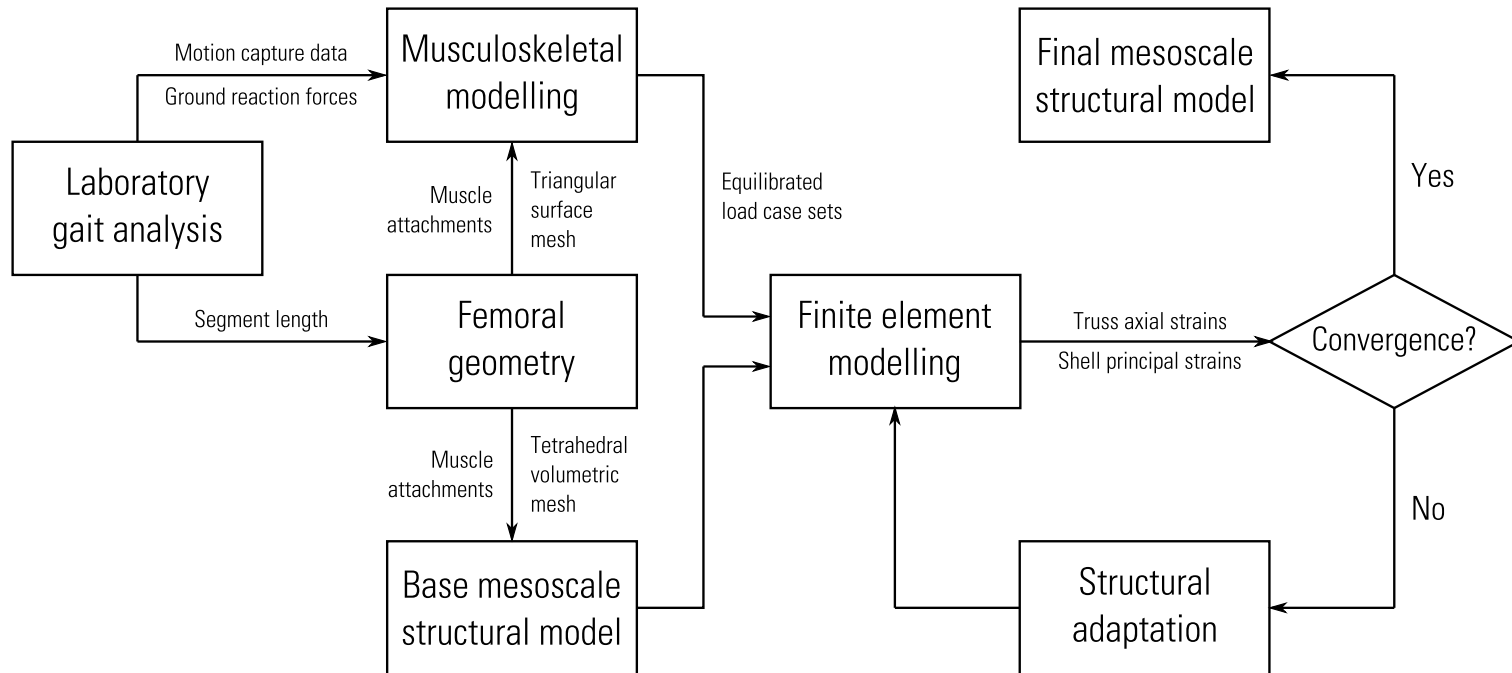 Motion capture data
Ground reaction forces
Musculoskeletal
modelling
Final mesoscale
structural model
Laboratory
gait analysis
Muscle
attachments
Triangular
surface
mesh
Equilibrated
load case sets
Yes
Segment length
Femoral
geometry
Finite element
modelling
Truss axial strains
Shell principal strains
Convergence?
Muscle
attachments
Tetrahedral
volumetric
mesh
No
Base mesoscale
structural model
Structural
adaptation